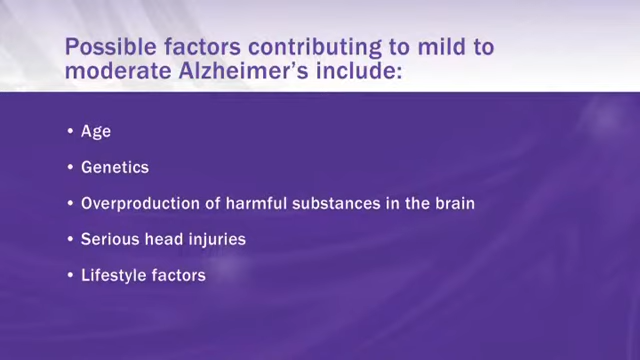 Possible factors contributing to mild to
moderate Alzheimer's include:
• Age
• Genetics
• Overproduction of harmful substances in the brain
• Serious head injuries
• Lifestyle factors